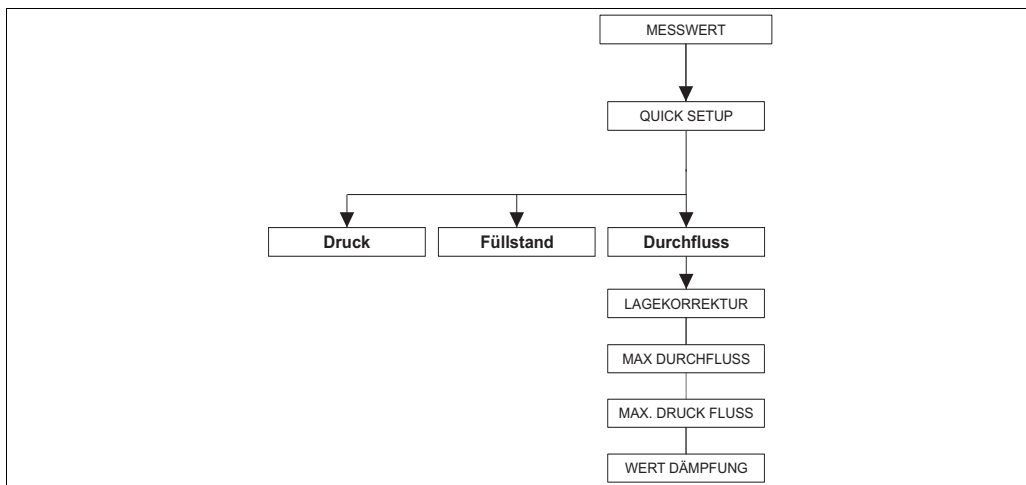 MESSWERT
QUICK SETUP
Druck
Füllstand
Durchfluss
LAGEKORREKTUR
MAX DURCHFLUSS
MAX. DRUCK FLUSS
WERT DÄMPFUNG